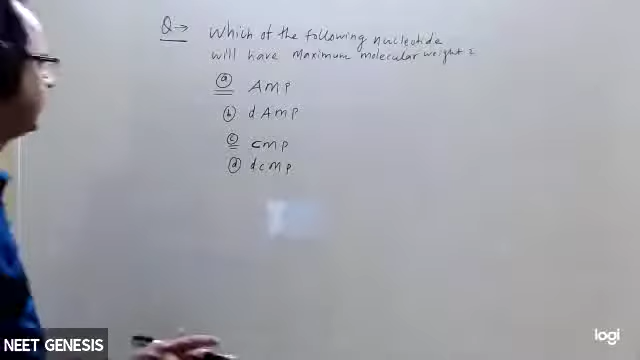 Q→ Which of the following nucleotide
will have Maximum molecular weight?
(a) AMP
(b) dAMP
(c) CMP
(d) dCMP
NEET GENESIS
logi